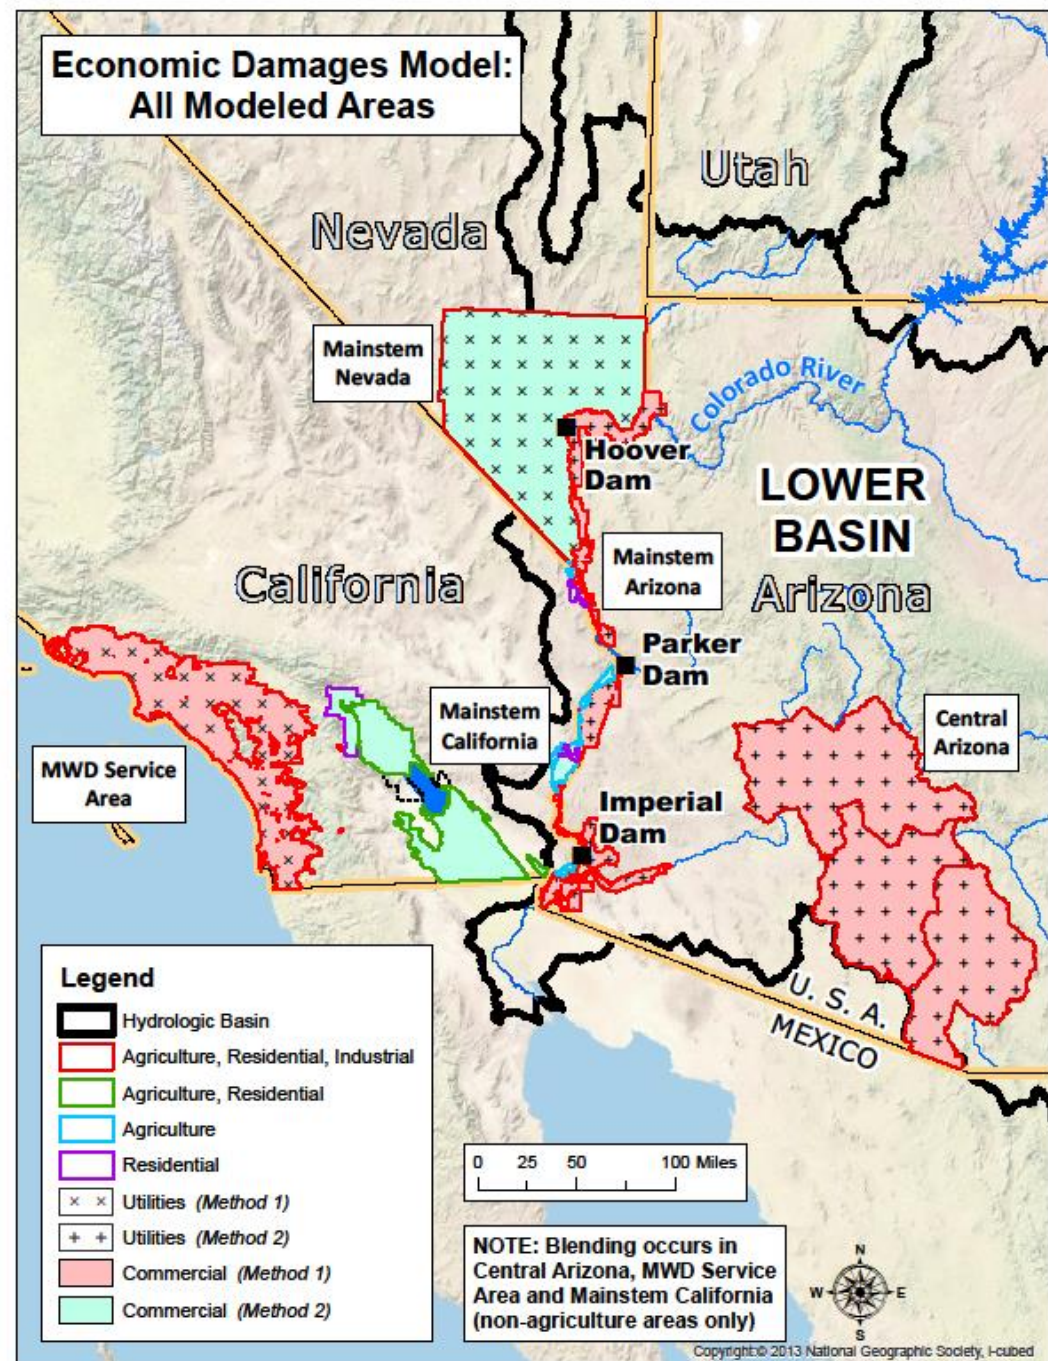 Economic Damages Model:
All Modeled Areas
Utah
Nevada
Mainstem
Nevada
Colorado River
Hoover
Dam
LOWER
BASIN
Mainstem
Arizona
California
Arizona
Parker
Dam
Mainstem
California
Central
Arizona
MWD Service
Area
Imperial
Dam
U. S. A.
MEXICO
Legend
Hydrologic Basin
Agriculture, Residential, Industrial
Agriculture, Residential
Agriculture
Residential
× × Utilities (Method 1)
+ + Utilities (Method 2)
Commercial (Method 1)
Commercial (Method 2)
0 25 50 100 Miles
NOTE: Blending occurs in
Central Arizona, MWD Service
Area and Mainstem California
(non-agriculture areas only)
N
W E
S
Copyright:© 2013 National Geographic Society, i-cubed